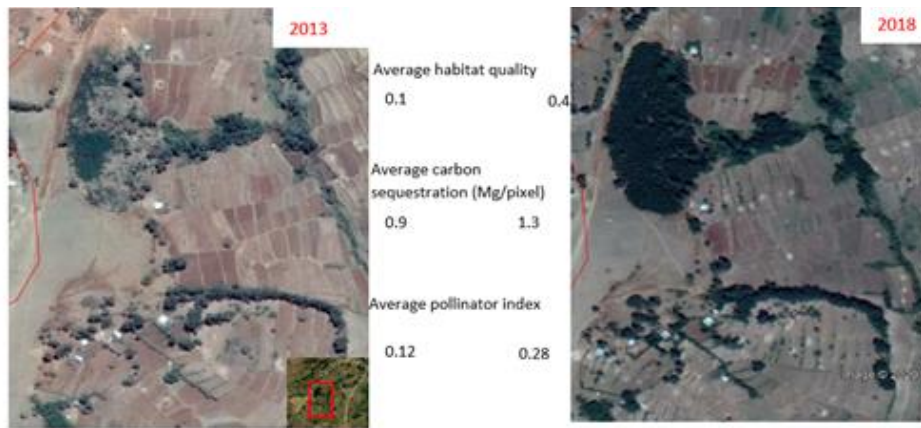 2013
2018
Average habitat quality
0.1 0.4
Average carbon
sequestration (Mg/pixel)
0.9 1.3
Average pollinator index
0.12 0.28